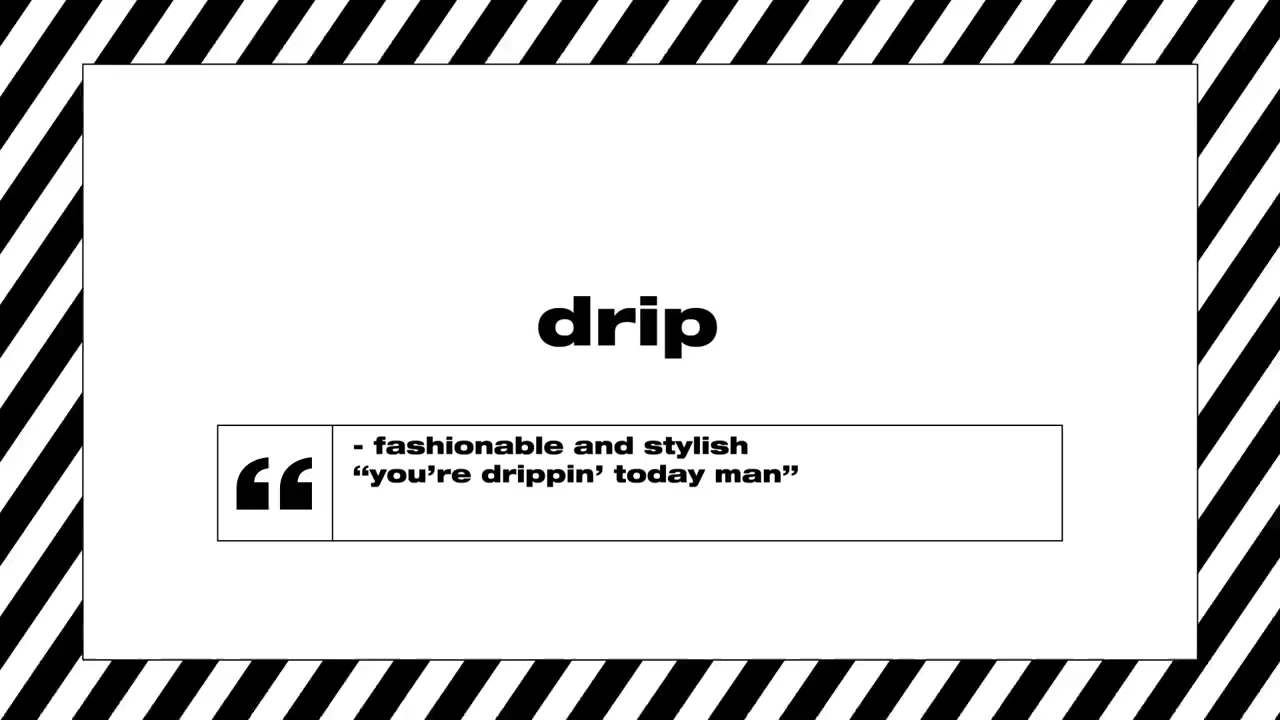 drip
- fashionable and stylish
“you’re drippin’ today man”